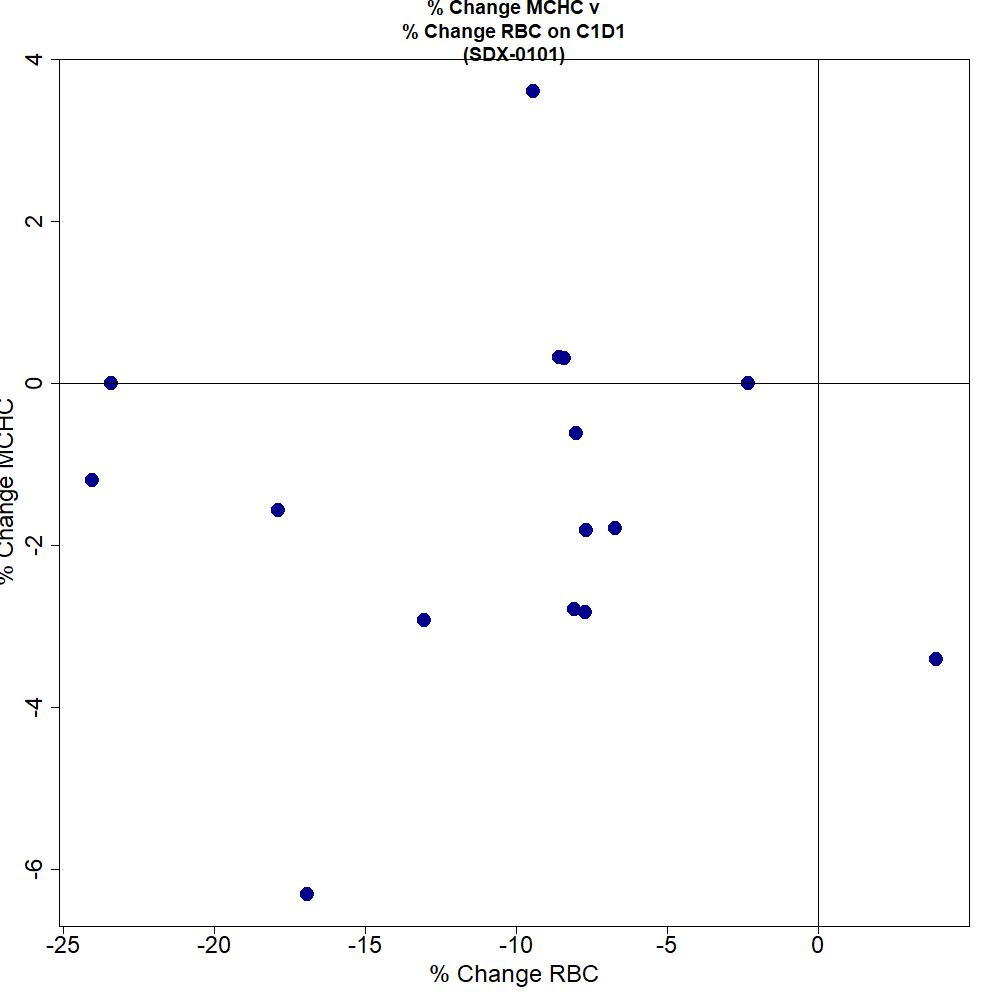 % Change MCHC v
% Change RBC on C1D1
(SDX-0101)
4
2
0
-2
-4
-6
% Change MCHC
-25 -20 -15 -10 -5 0
% Change RBC